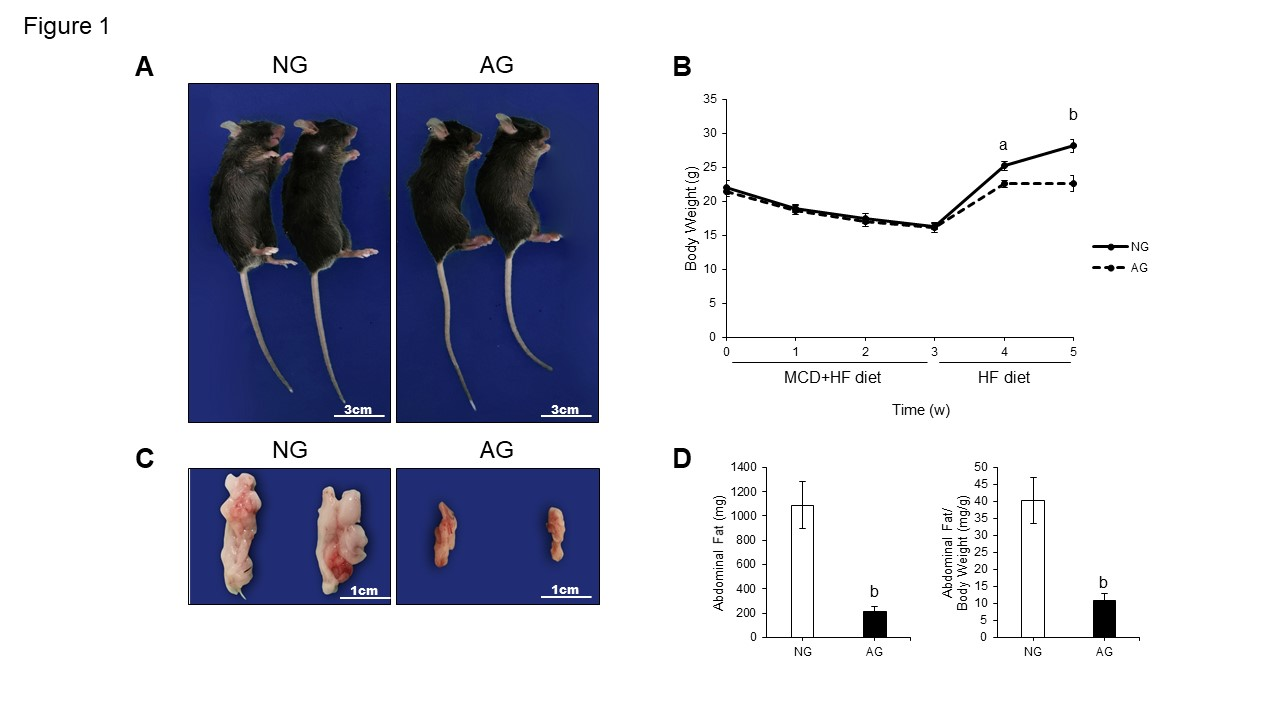 Figure 1
A
NG
AG
3cm
3cm
B
35
30
25
20
15
10
5
0
Body Weight (g)
a
b
0 1 2 3 4 5
MCD+HF diet HF diet
Time (w)
NG
AG
C
NG
AG
1cm
1cm
D
1400
1200
1000
800
600
400
200
0
Abdominal Fat (mg)
b
NG AG
50
45
40
35
30
25
20
15
10
5
0
Abdominal Fat/
Body Weight (mg/g)
b
NG AG